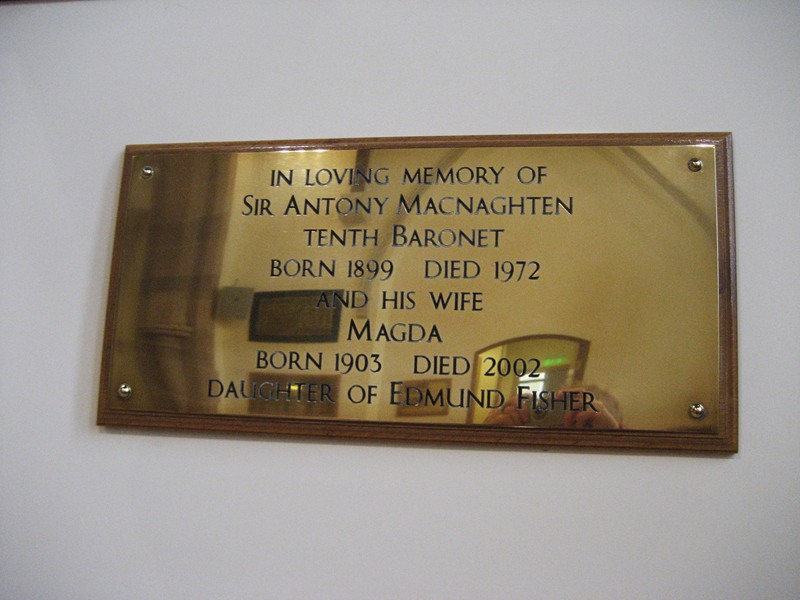 IN LOVING MEMORY OF
SIR ANTONY MACNAGHTEN
TENTH BARONET
BORN 1899 DIED 1972
AND HIS WIFE
MAGDA
BORN 1903 DIED 2002
DAUGHTER OF EDMUND FISHER